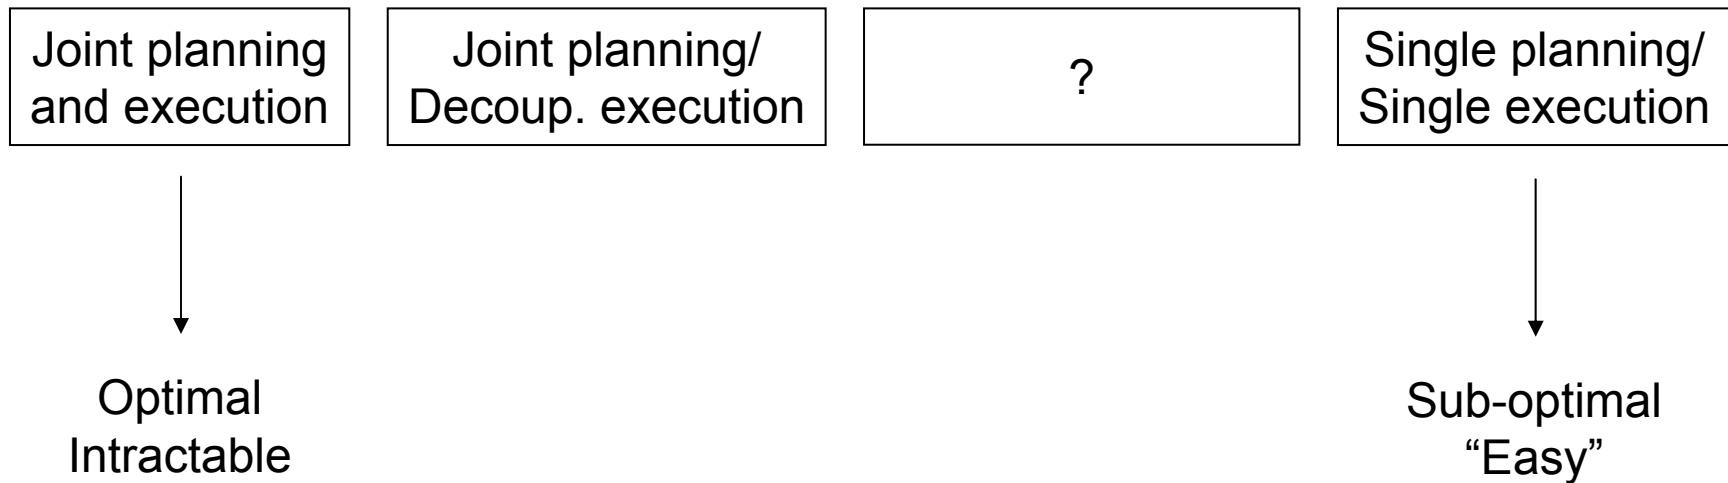 Joint planning
and execution
Joint planning/
Decoup. execution
?
Single planning/
Single execution
Optimal
Intractable
Sub-optimal
“Easy”